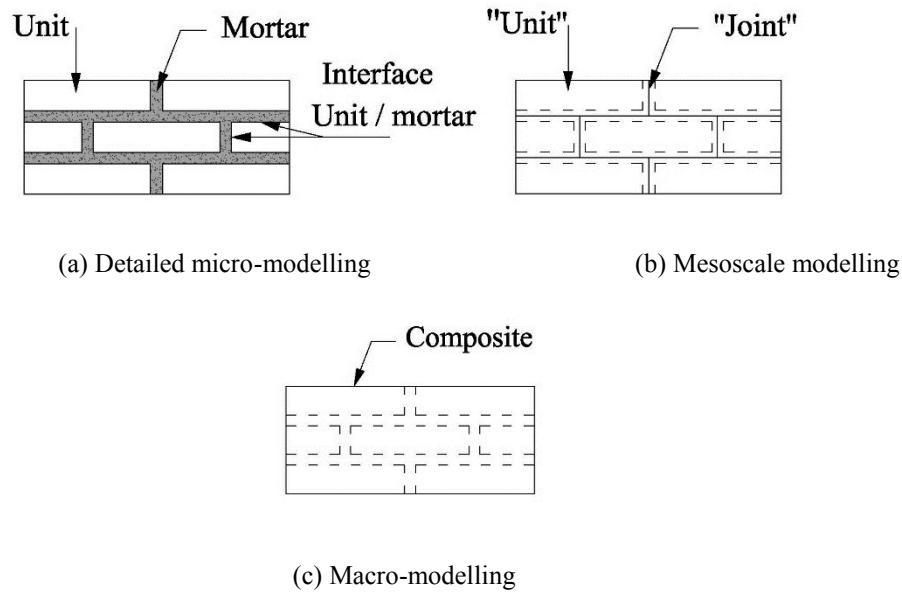 Unit
Mortar
Interface
Unit / mortar
(a) Detailed micro-modelling
"Unit"
"Joint"
(b) Mesoscale modelling
Composite
(c) Macro-modelling